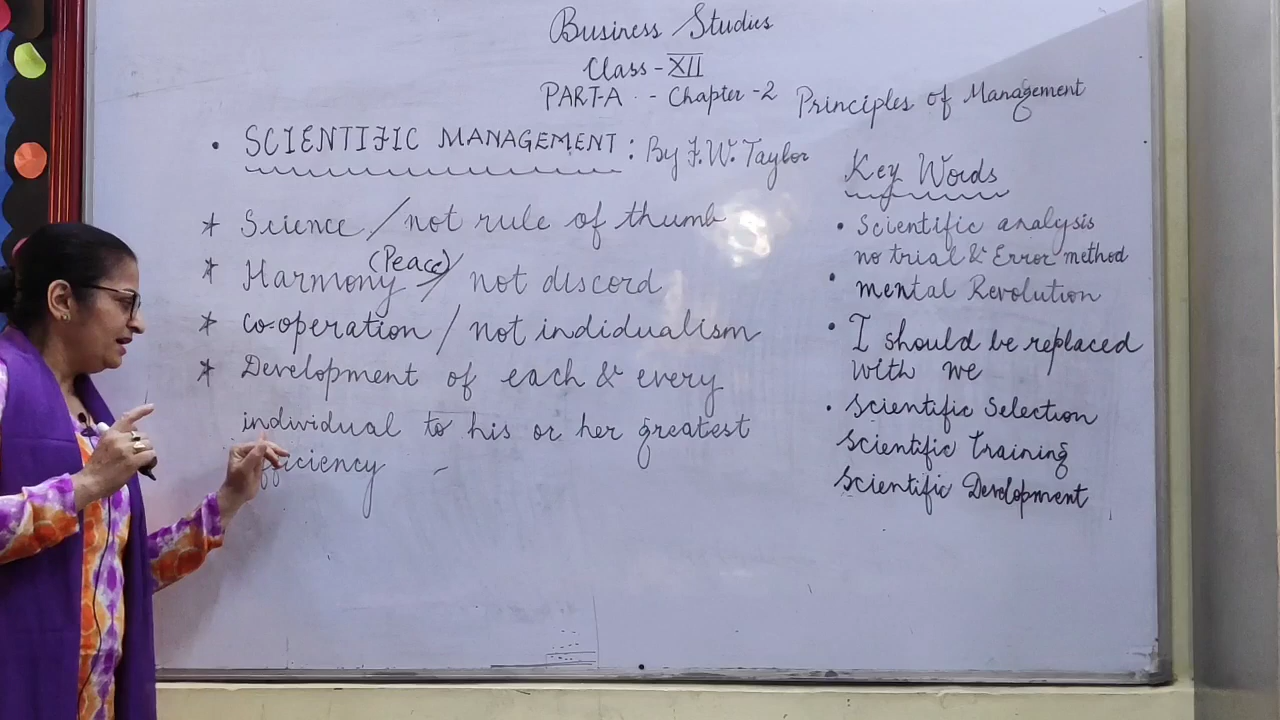 Business Studies
Class - XII
PART-A - Chapter -2 Principles of Management
• SCIENTIFIC MANAGEMENT : By F.W. Taylor
* Science / not rule of thumb
* Harmony (Peace) / not discord
* Co-operation / not indidualism
* Development of each & every
individual to his or her greatest
efficiency
Key Words
• Scientific analysis
no trial & Error method
• mental Revolution
• I should be replaced
with we
• Scientific Selection
Scientific Training
Scientific Development